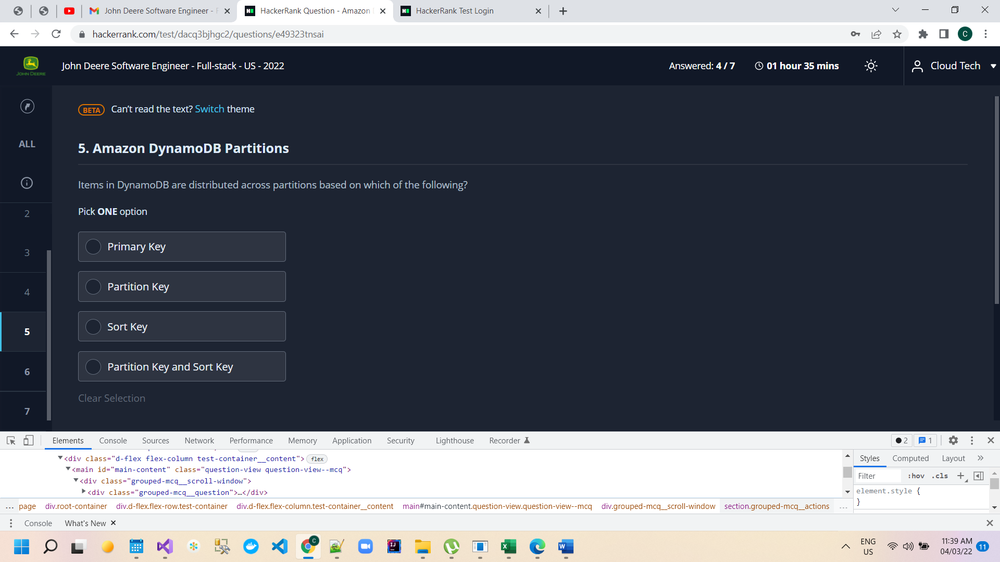 John Deere Software Engineer - F
HackerRank Question - Amazon D
HackerRank Test Login
hackerrank.com/test/dacq3bjhgc2/questions/e49323tnsai
C
JOHN DEERE
John Deere Software Engineer - Full-stack - US - 2022
Answered: 4 / 7
01 hour 35 mins
Cloud Tech
BETA Can't read the text? Switch theme
ALL
5. Amazon DynamoDB Partitions
Items in DynamoDB are distributed across partitions based on which of the following?
Pick ONE option
2
3
4
5
6
7
Primary Key
Partition Key
Sort Key
Partition Key and Sort Key
Clear Selection
Elements Console Sources Network Performance Memory Application Security Lighthouse Recorder
2 1
<div class="d-flex flex-column test-container__content"> flex
<main id="main-content" class="question-view question-view--mcq">
<div class="grouped-mcq__scroll-window">
<div class="grouped-mcq__question">…</div>
Styles Computed Layout
Filter :hov .cls
element.style {
}
... page div.root-container div.d-flex.flex-row.test-container div.d-flex.flex-column.test-container__content main#main-content.question-view.question-view--mcq div.grouped-mcq__scroll-window section.grouped-mcq__actions ...
Console What's New
ENG
US
11:39 AM
04/03/22
11